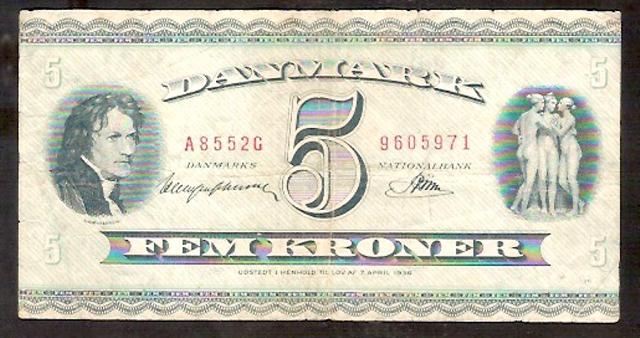 5 5
DANMARK
A8552G 5 9605971
DANMARKS NATIONALBANK
5 FEM KRONER 5
UDSTEDT I HENHOLD TIL LOV AF 7. APRIL 1936